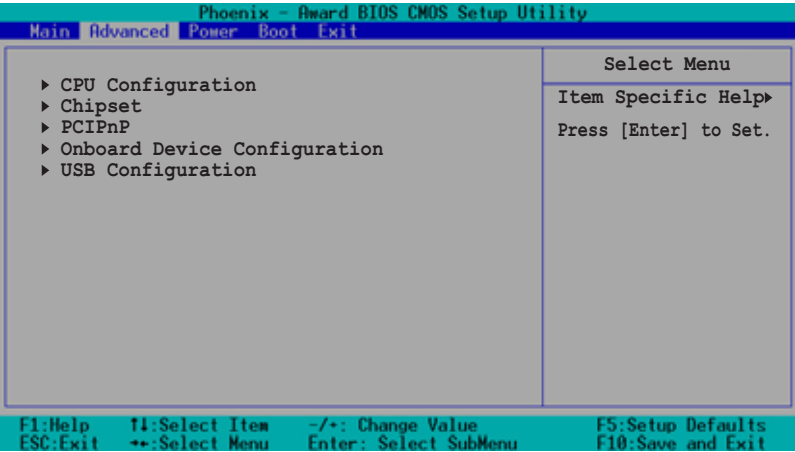 Phoenix - Award BIOS CMOS Setup Utility
Main Advanced Power Boot Exit
CPU Configuration
Chipset
PCIPnP
Onboard Device Configuration
USB Configuration
Select Menu
Item Specific Help
Press [Enter] to Set.
F1:Help ↑↓:Select Item -/+: Change Value F5:Setup Defaults
ESC:Exit →←:Select Menu Enter: Select SubMenu F10:Save and Exit